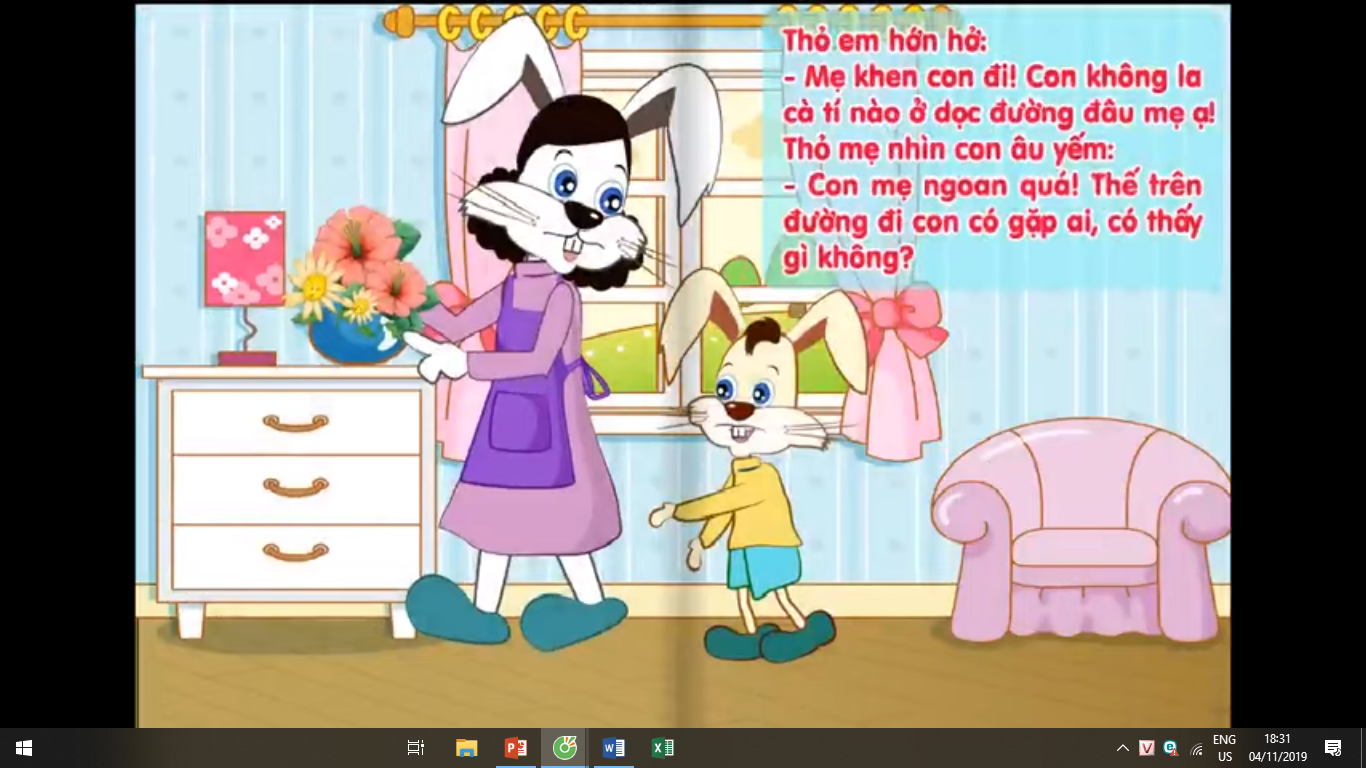 Thỏ em hớn hở:
- Mẹ khen con đi! Con không la
cà tí nào ở dọc đường đâu mẹ ạ!
Thỏ mẹ nhìn con âu yếm:
- Con mẹ ngoan quá! Thế trên
đường đi con có gặp ai, có thấy
gì không?
ENG
US
18:31
04/11/2019